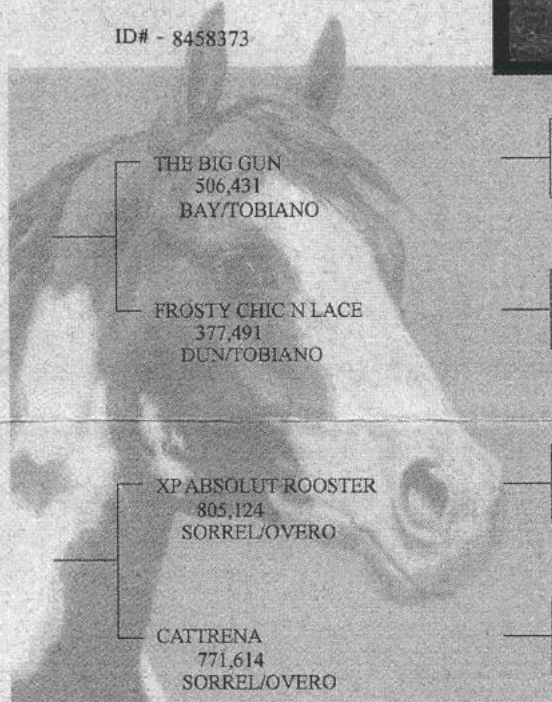 ID# - 8458373
THE BIG GUN
506,431
BAY/TOBIANO
FROSTY CHIC N LACE
377,491
DUN/TOBIANO
XP ABSOLUT ROOSTER
805,124
SORREL/OVERO
CATTRENA
771,614
SORREL/OVERO